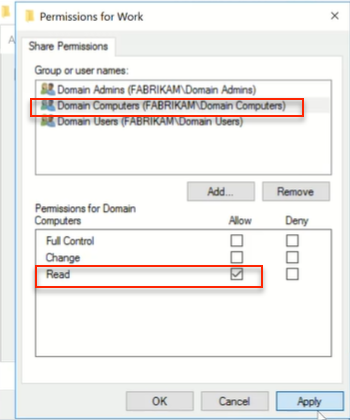 Permissions for Work
Share Permissions
Group or user names:
Domain Admins (FABRIKAM\Domain Admins)
Domain Computers (FABRIKAM\Domain Computers)
Domain Users (FABRIKAM\Domain Users)
Add...
Remove
Permissions for Domain
Computers
Allow
Deny
Full Control
Change
Read
OK
Cancel
Apply